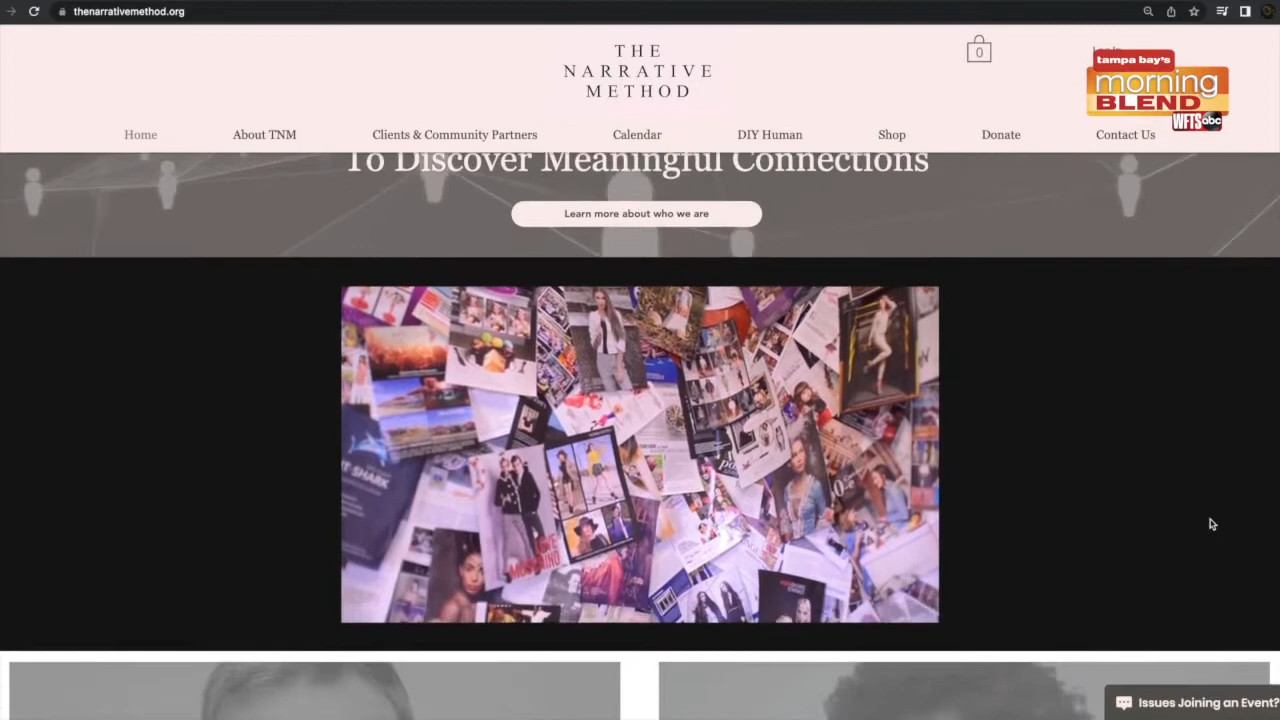 thenarrativemethod.org
THE
NARRATIVE
METHOD
0
tampa bay's
morning
BLEND
WFTS abc
Home About TNM Clients & Community Partners Calendar DIY Human Shop Donate Contact Us
To Discover Meaningful Connections
Learn more about who we are
Issues Joining an Event?